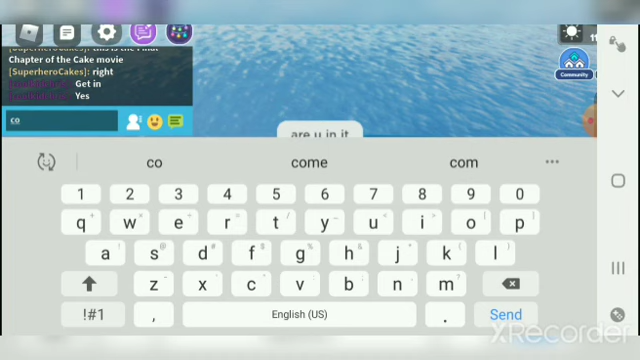 [SuperheroCakes]: this is the Final
Chapter of the Cake movie
[SuperheroCakes]: right
Get in
Yes
co
are u in it
11
Community
co come com
1 2 3 4 5 6 7 8 9 0
q w e r t y u i o p
a s d f g h j k l
z x c v b n m
!#1 , English (US) . Send
XRecorder